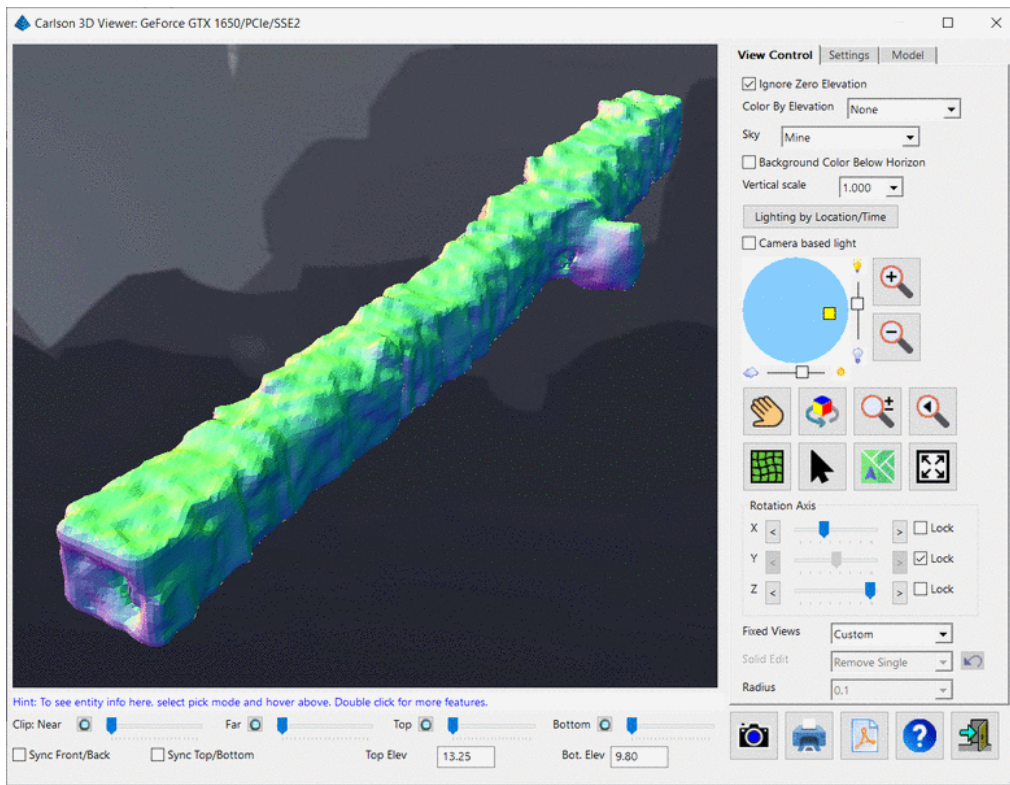 Carlson 3D Viewer: GeForce GTX 1650/PCIe/SSE2
View Control Settings Model
Ignore Zero Elevation
Color By Elevation None
Sky Mine
Background Color Below Horizon
Vertical scale 1.000
Lighting by Location/Time
Camera based light
Rotation Axis
X < > Lock
Y < > Lock
Z < > Lock
Fixed Views Custom
Solid Edit Remove Single
Radius 0.1
Hint: To see entity info here, select pick mode and hover above. Double click for more features.
Clip: Near Far Top Bottom
Sync Front/Back Sync Top/Bottom Top Elev 13.25 Bot. Elev 9.80